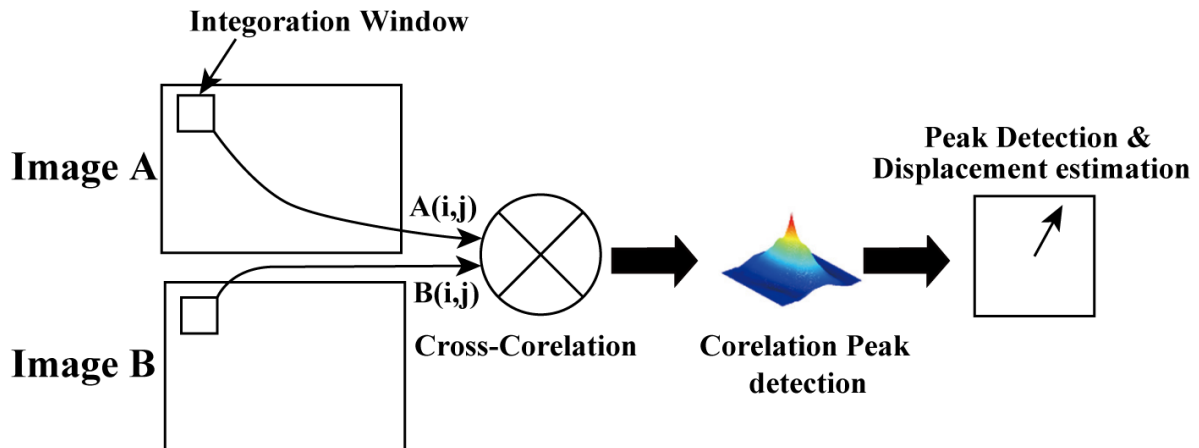 Integoration Window
Image A
A(i,j)
B(i,j)
Image B
Cross-Corelation
Corelation Peak
detection
Peak Detection &
Displacement estimation